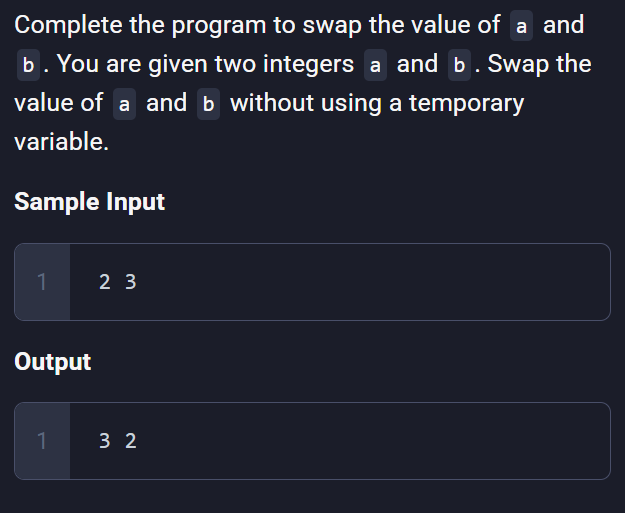 Complete the program to swap the value of a and
b. You are given two integers a and b. Swap the
value of a and b without using a temporary
variable.
Sample Input
1 2 3
Output
1 3 2